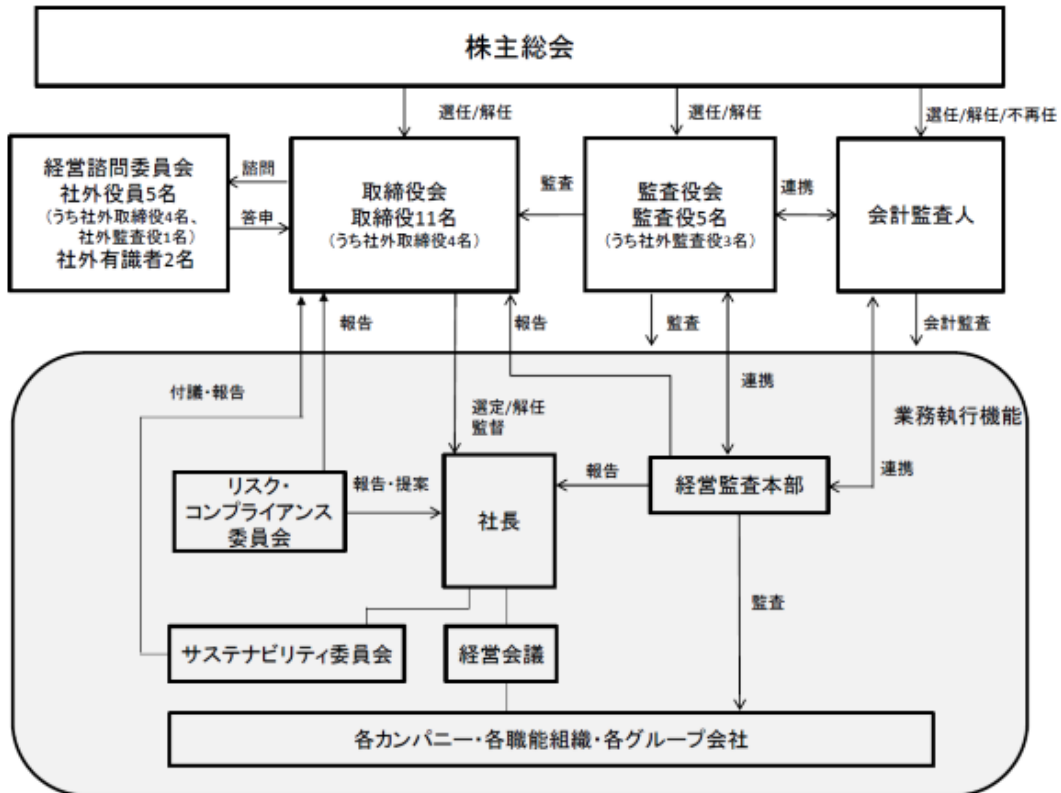 株主総会
選任/解任
選任/解任
選任/解任/不再任
経営諮問委員会
社外役員5名
(うち社外取締役4名、
社外監査役1名)
社外有識者2名
諮問
答申
取締役会
取締役11名
(うち社外取締役4名)
監査
監査役会
監査役5名
(うち社外監査役3名)
連携
会計監査人
報告
報告
監査
会計監査
付議・報告
選定/解任
監督
連携
業務執行機能
連携
リスク・
コンプライアンス
委員会
報告・提案
社長
報告
経営監査本部
監査
サステナビリティ委員会
経営会議
各カンパニー・各職能組織・各グループ会社